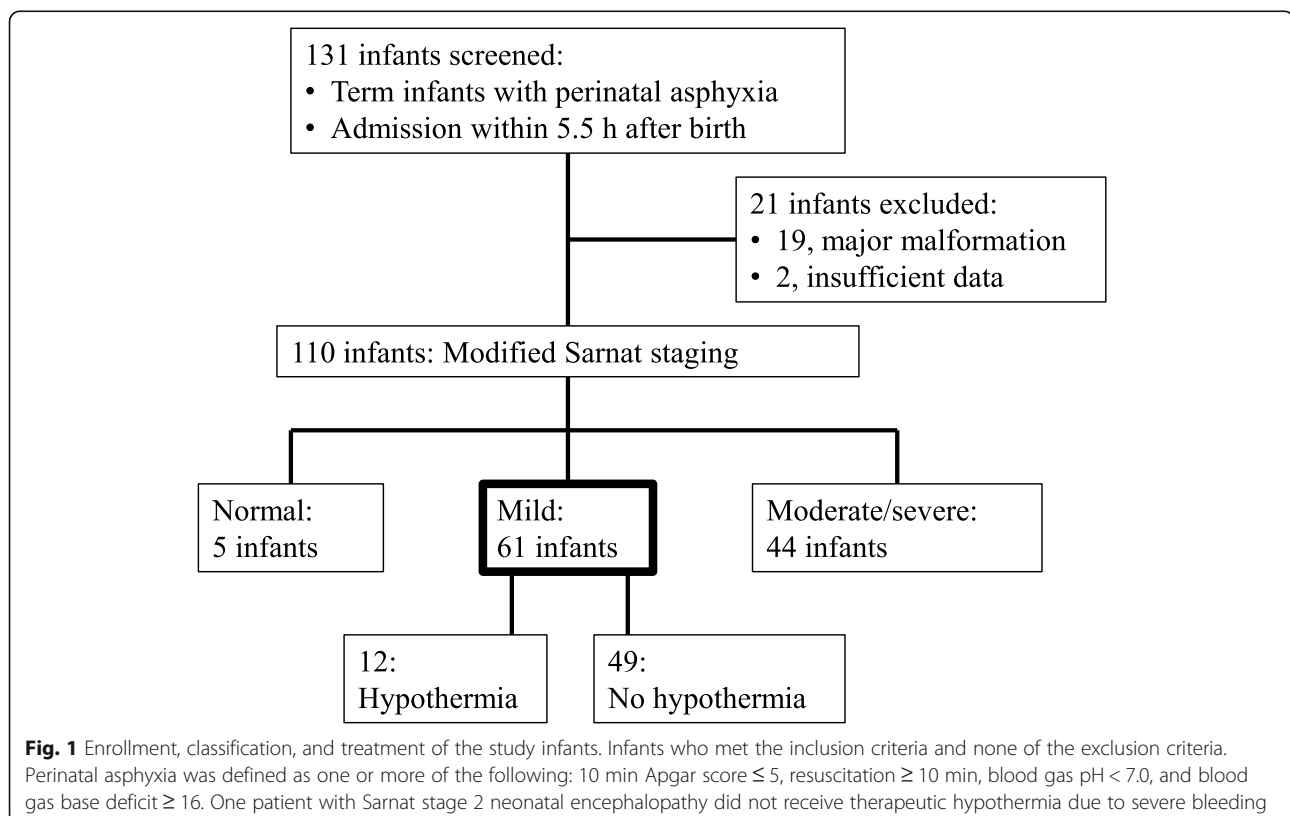 131 infants screened:
• Term infants with perinatal asphyxia
• Admission within 5.5 h after birth
21 infants excluded:
• 19, major malformation
• 2, insufficient data
110 infants: Modified Sarnat staging
Normal:
5 infants
Mild:
61 infants
Moderate/severe:
44 infants
12:
Hypothermia
49:
No hypothermia
Fig. 1 Enrollment, classification, and treatment of the study infants. Infants who met the inclusion criteria and none of the exclusion criteria.
Perinatal asphyxia was defined as one or more of the following: 10 min Apgar score ≤ 5, resuscitation ≥ 10 min, blood gas pH < 7.0, and blood
gas base deficit ≥ 16. One patient with Sarnat stage 2 neonatal encephalopathy did not receive therapeutic hypothermia due to severe bleeding